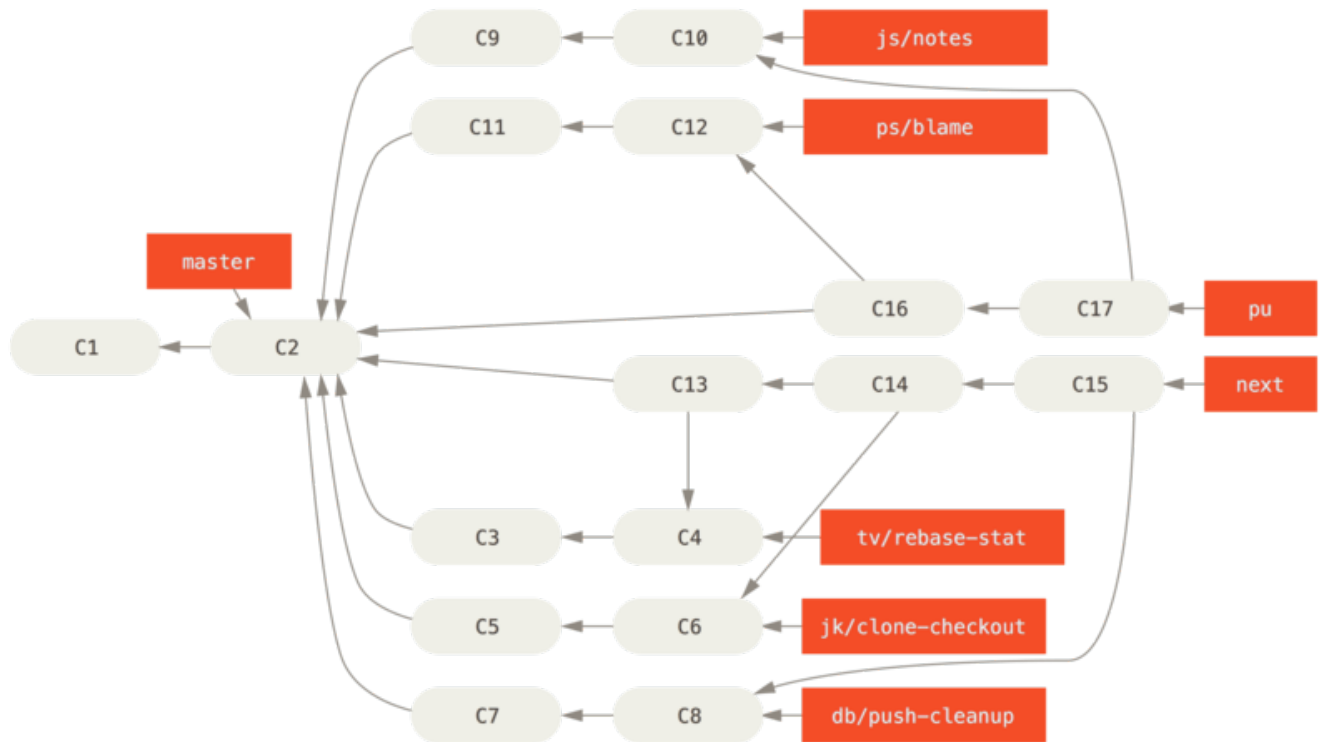 C9 C10 js/notes
C11 C12 ps/blame
master
C16 C17 pu
C1 C2
C13 C14 C15 next
C3 C4 tv/rebase-stat
C5 C6 jk/clone-checkout
C7 C8 db/push-cleanup